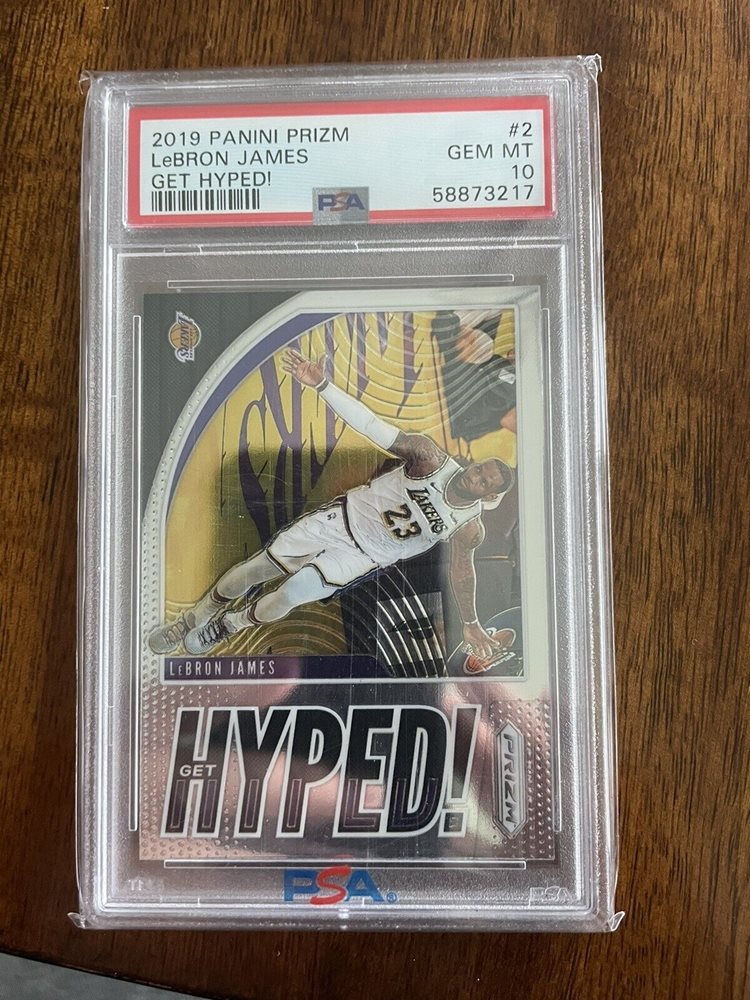 2019 PANINI PRIZM #2
LeBRON JAMES GEM MT
GET HYPED! 10
58873217
PSA
LAKERS
23
LeBRON JAMES
GET
HYPED!
PRIZM
PSA
PSA